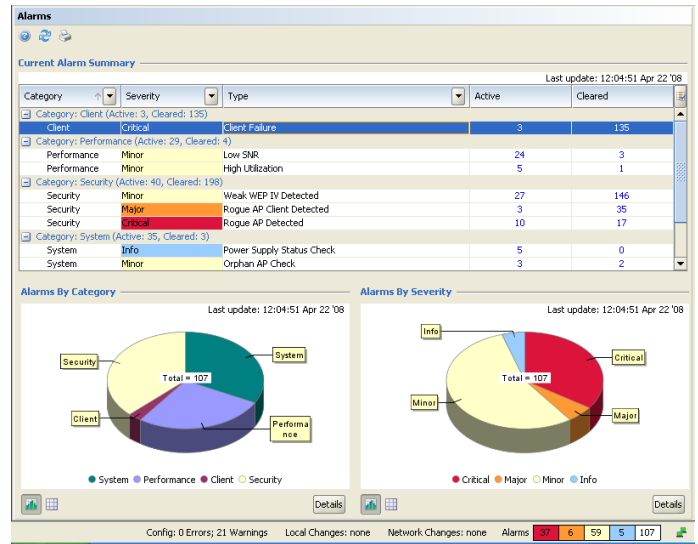 Alarms
Current Alarm Summary
Last update: 12:04:51 Apr 22 '08
Category Severity Type Active Cleared
Category: Client (Active: 3, Cleared: 135)
Client Critical Client Failure 3 135
Category: Performance (Active: 29, Cleared: 4)
Performance Minor Low SNR 24 3
Performance Minor High Utilization 5 1
Category: Security (Active: 40, Cleared: 198)
Security Minor Weak WEP IV Detected 27 146
Security Major Rogue AP Client Detected 3 35
Security Critical Rogue AP Detected 10 17
Category: System (Active: 35, Cleared: 3)
System Info Power Supply Status Check 5 0
System Minor Orphan AP Check 3 2
Alarms By Category
Last update: 12:04:51 Apr 22 '08
Security
System
Total = 107
Client
Performa
nce
System Performance Client Security
Details
Alarms By Severity
Last update: 12:04:51 Apr 22 '08
Info
Critical
Total = 107
Minor
Major
Critical Major Minor Info
Details
Config: 0 Errors; 21 Warnings Local Changes: none Network Changes: none Alarms 37 6 59 5 107